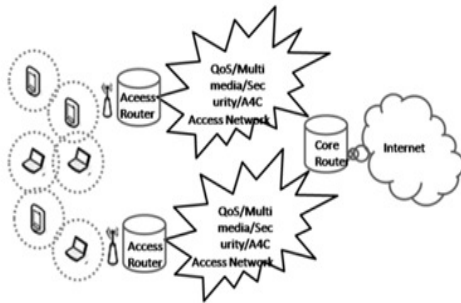 QoS/Multi
media/Sec
urity/A4C
Access Network
Aceess
Router
Core
Router
Internet
QoS/Multi
media/Sec
urity/A4C
Access Network
Access
Router